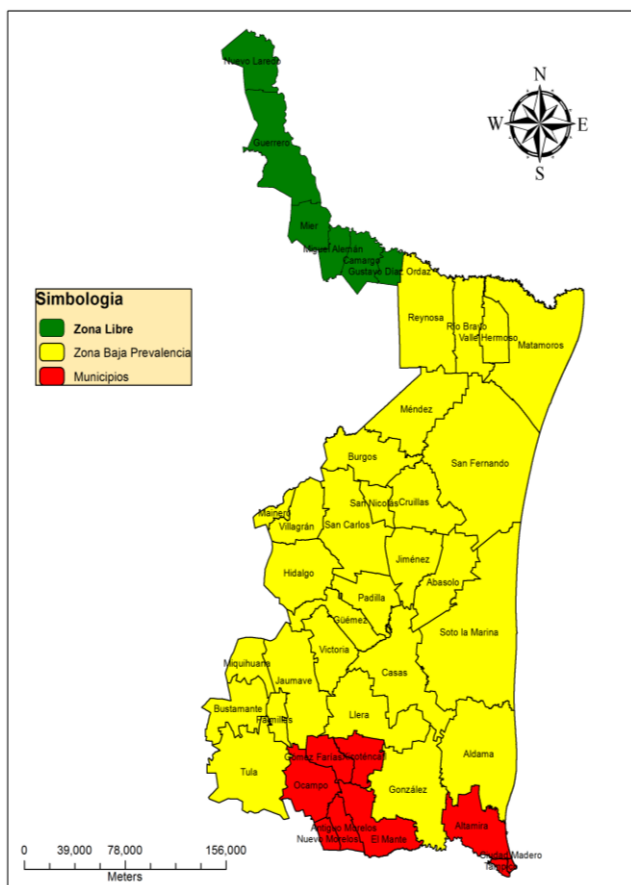 N
W E
S
Nuevo Laredo
Guerrero
Mier
Miguel Alemán
Camargo
Gustavo Díaz Ordaz
Simbologia
Zona Libre
Zona Baja Prevalencia
Municipios
Reynosa
Río Bravo
Valle Hermoso
Matamoros
Méndez
San Fernando
Burgos
San Nicolás
Cruillas
Mainero
Villagrán
San Carlos
Jiménez
Hidalgo
Abasolo
Padilla
Güémez
Soto la Marina
Victoria
Miquihuana
Jaumave
Casas
Bustamante
Palmillas
Llera
Aldama
Gómez Farías
Xicoténcatl
Tula
Ocampo
González
Altamira
Antiguo Morelos
Nuevo Morelos
El Mante
Ciudad Madero
Tampico
0 39,000 78,000 156,000
Meters